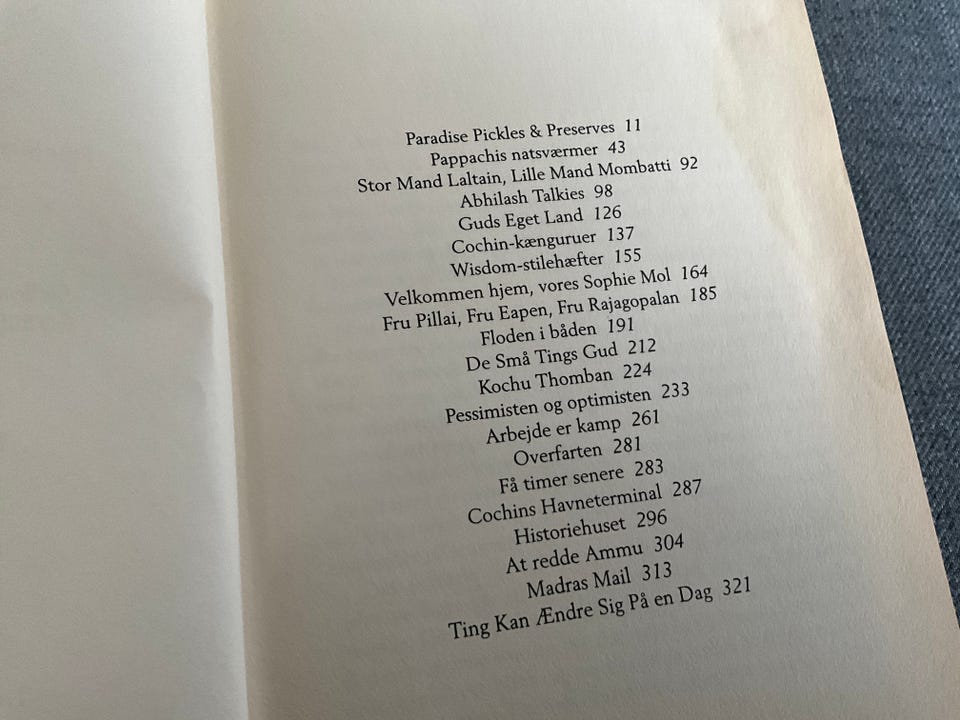 Paradise Pickles & Preserves 11
Pappachis natsværmer 43
Stor Mand Laltain, Lille Mand Mombatti 92
Abhilash Talkies 98
Guds Eget Land 126
Cochin-kænguruer 137
Wisdom-stilehæfter 155
Velkommen hjem, vores Sophie Mol 164
Fru Pillai, Fru Eapen, Fru Rajagopalan 185
Floden i båden 191
De Små Tings Gud 212
Kochu Thomban 224
Pessimisten og optimisten 233
Arbejde er kamp 261
Overfarten 281
Få timer senere 283
Cochins Havneterminal 287
Historiehuset 296
At redde Ammu 304
Madras Mail 313
Ting Kan Ændre Sig På en Dag 321